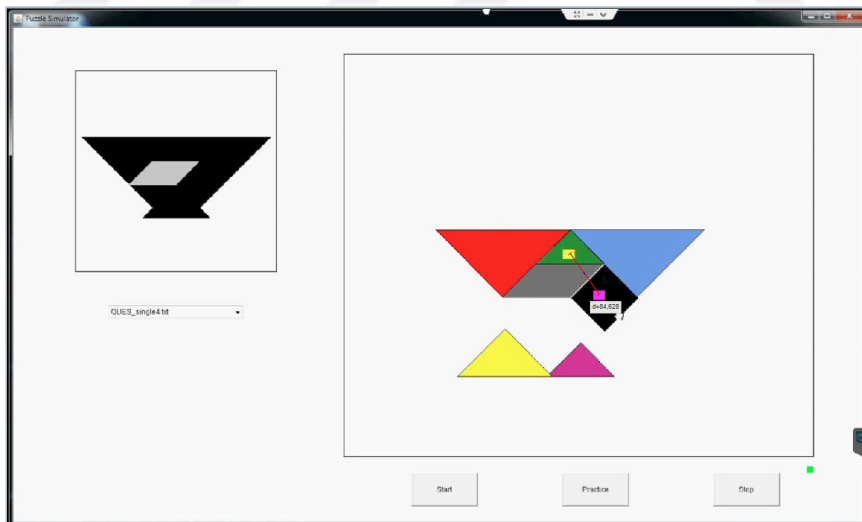 Puzzle Simulator
QUES_single4.txt
d=64,628
Start
Practice
Stop